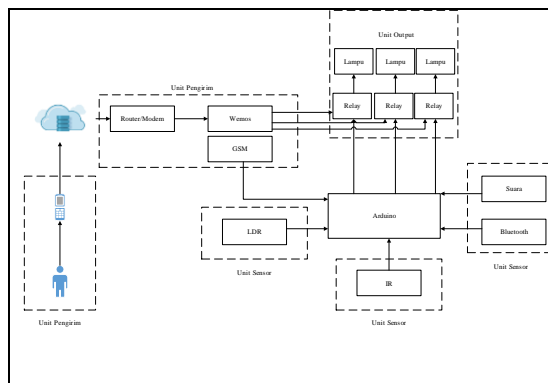 Unit Output
Lampu
Lampu
Lampu
Unit Pengirim
Router/Modem
Wemos
Relay
Relay
Relay
GSM
Suara
Arduino
LDR
Bluetooth
Unit Sensor
Unit Sensor
IR
Unit Pengirim
Unit Sensor